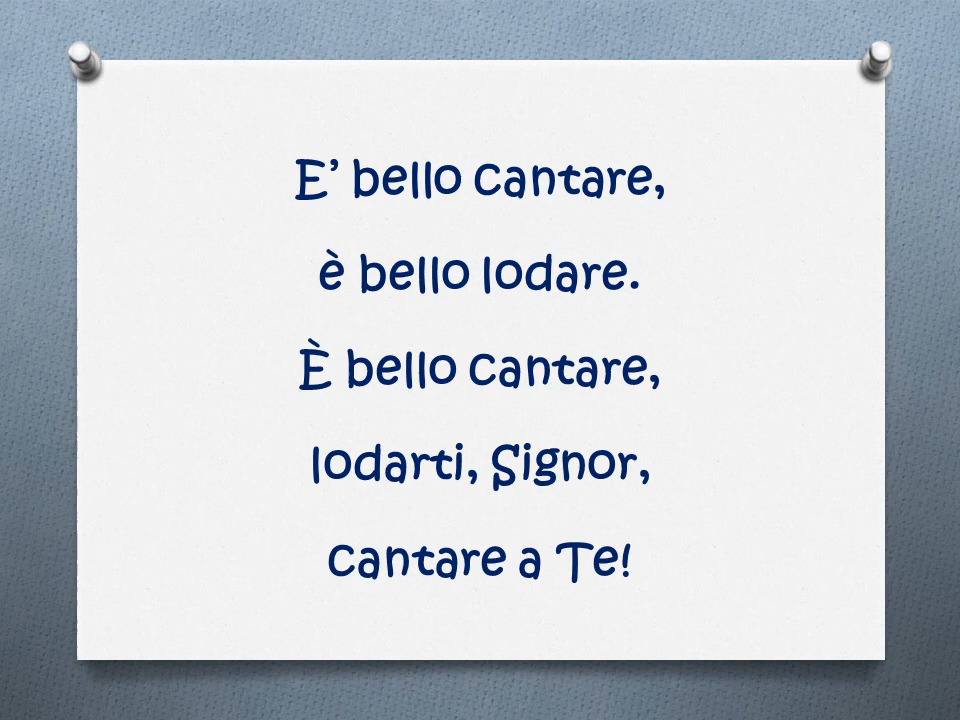 E’ bello cantare,
è bello lodare.
È bello cantare,
lodarti, Signor,
cantare a Te!